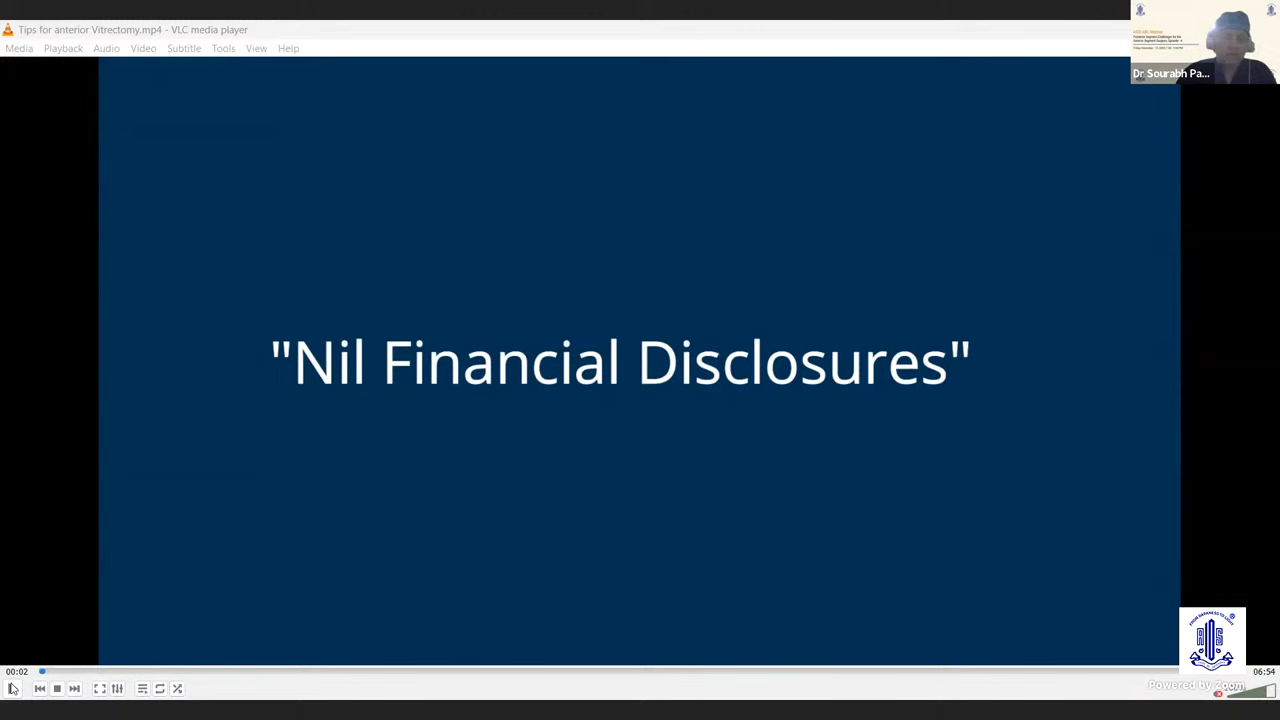 Tips for anterior Vitrectomy.mp4 - VLC media player
Media Playback Audio Video Subtitle Tools View Help
Dr Sourabh Pa...
"Nil Financial Disclosures"
00:02
06:54
Powered by Zoom